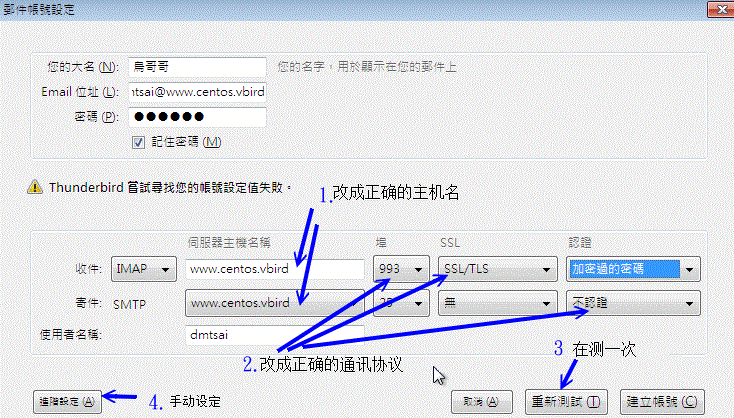 郵件帳號設定
您的大名 (N): 鳥哥哥 您的名字，用於顯示在您的郵件上
Email 位址 (L): ntsai@www.centos.vbird
密碼 (P): ●●●●●●
記住密碼 (M)
Thunderbird 嘗試尋找您的帳號設定值失敗。
1.改成正确的主机名
伺服器主機名稱 埠 SSL 認證
收件: IMAP www.centos.vbird 993 SSL/TLS 加密過的密碼
寄件: SMTP www.centos.vbird 無 不認證
使用者名稱: dmtsai
2.改成正确的通讯协议
3 在测一次
進階設定 (A) 4. 手动设定 取消 (A) 重新測試 (T) 建立帳號 (C)